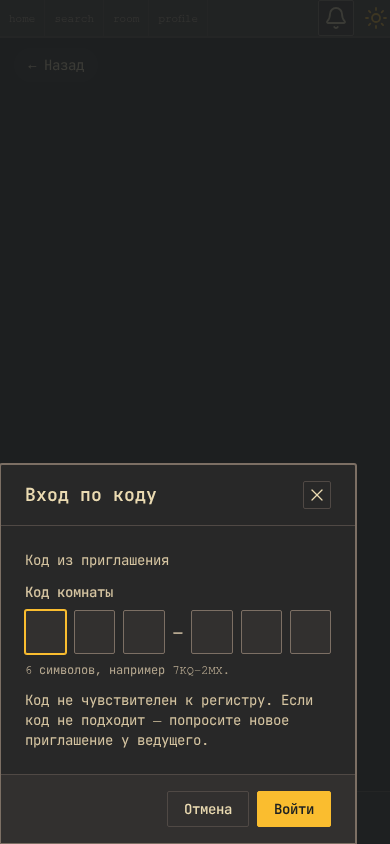 home search room profile
← Назад
Вход по коду
Код из приглашения
Код комнаты
–
6 символов, например 7KQ-2MX.
Код не чувствителен к регистру. Если
код не подходит — попросите новое
приглашение у ведущего.
Отмена Войти